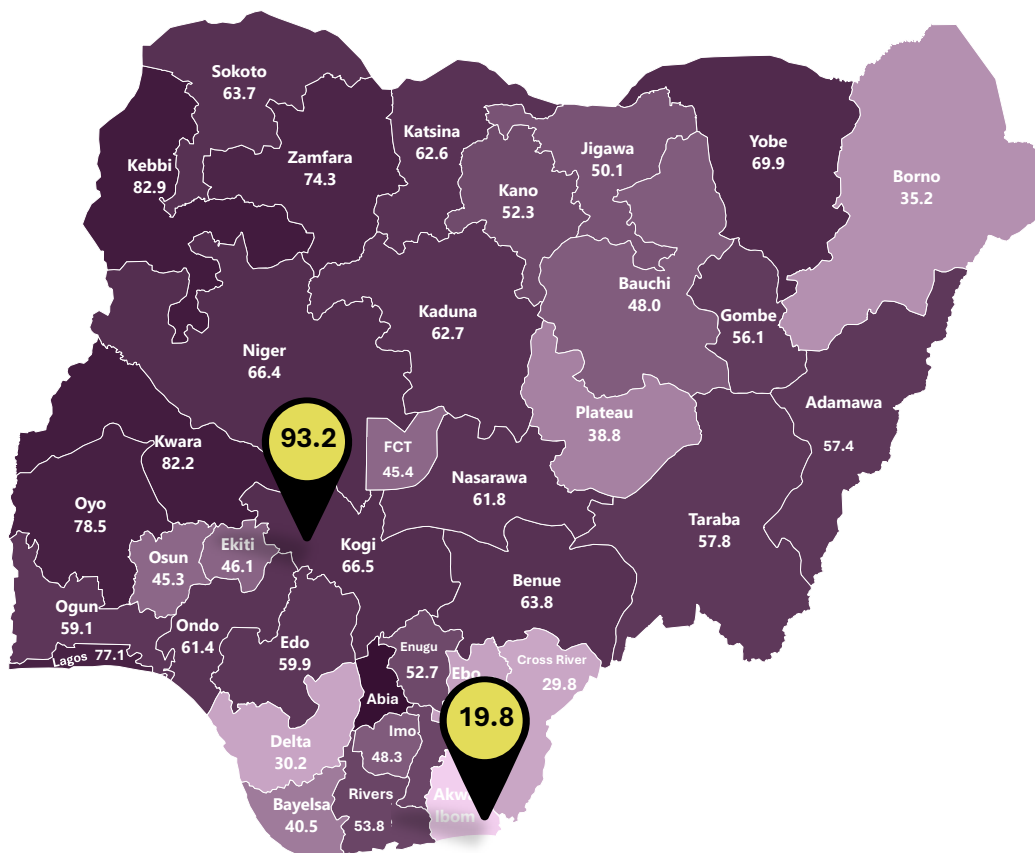 Sokoto
63.7
Kebbi
82.9
Zamfara
74.3
Katsina
62.6
Kano
52.3
Jigawa
50.1
Yobe
69.9
Borno
35.2
Bauchi
48.0
Gombe
56.1
Kaduna
62.7
Niger
66.4
Adamawa
57.4
Plateau
38.8
93.2
FCT
45.4
Kwara
82.2
Nasarawa
61.8
Oyo
78.5
Taraba
57.8
Osun
45.3
Ekiti
46.1
Kogi
66.5
Benue
63.8
Ogun
59.1
Ondo
61.4
Edo
59.9
Lagos 77.1
Enugu
52.7
Ebo
Cross River
29.8
Abia
19.8
Imo
48.3
Delta
30.2
Rivers
53.8
Bayelsa
40.5
Akw
Ibom